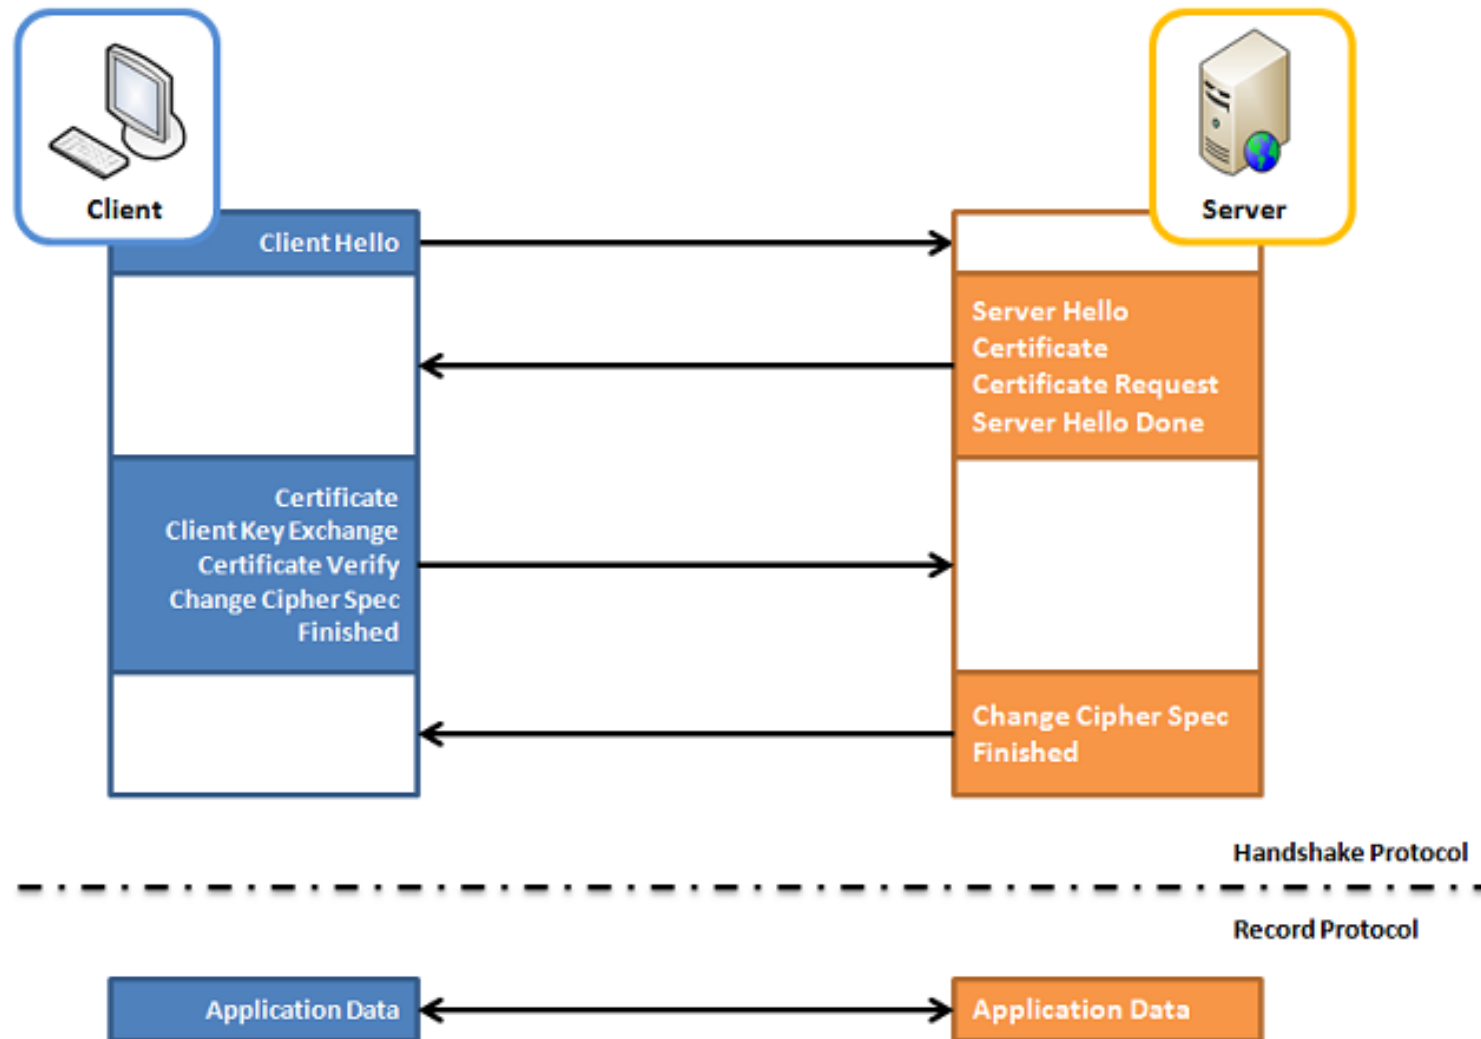 Client
Server
Client Hello
Server Hello
Certificate
Certificate Request
Server Hello Done
Certificate
Client Key Exchange
Certificate Verify
Change Cipher Spec
Finished
Change Cipher Spec
Finished
Handshake Protocol
Record Protocol
Application Data
Application Data